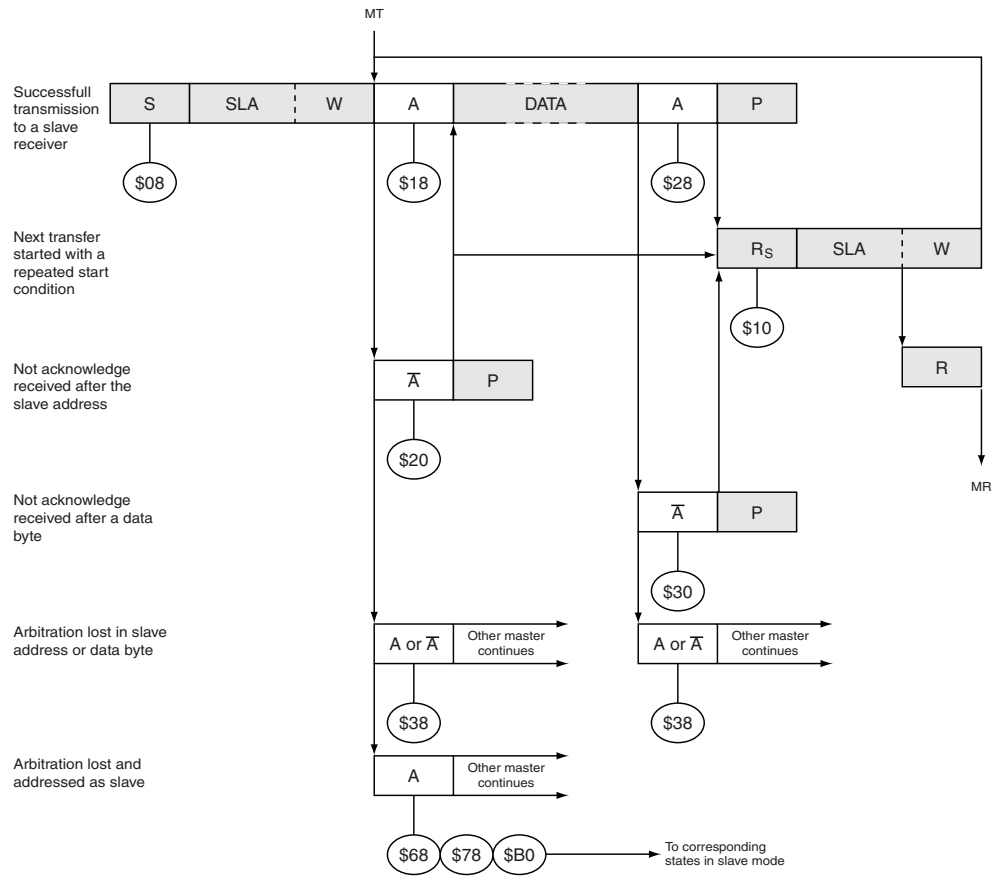 MT
Successfull
transmission
to a slave
receiver
S
SLA
W
A
DATA
A
P
$08
$18
$28
Next transfer
started with a
repeated start
condition
RS
SLA
W
$10
Not acknowledge
received after the
slave address
A̅
P
R
$20
MR
Not acknowledge
received after a data
byte
A̅
P
$30
Arbitration lost in slave
address or data byte
A or A̅
Other master
continues
A or A̅
Other master
continues
$38
$38
Arbitration lost and
addressed as slave
A
Other master
continues
$68
$78
$B0
To corresponding
states in slave mode